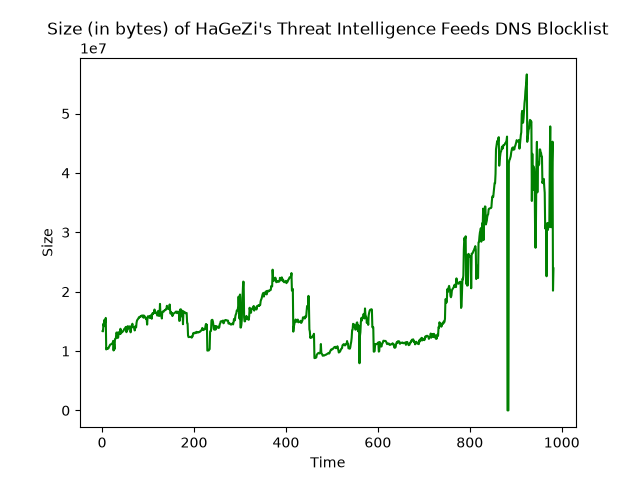 Size (in bytes) of HaGeZi's Threat Intelligence Feeds DNS Blocklist
1e7
5
4
3
2
1
0
Size
0 200 400 600 800 1000
Time